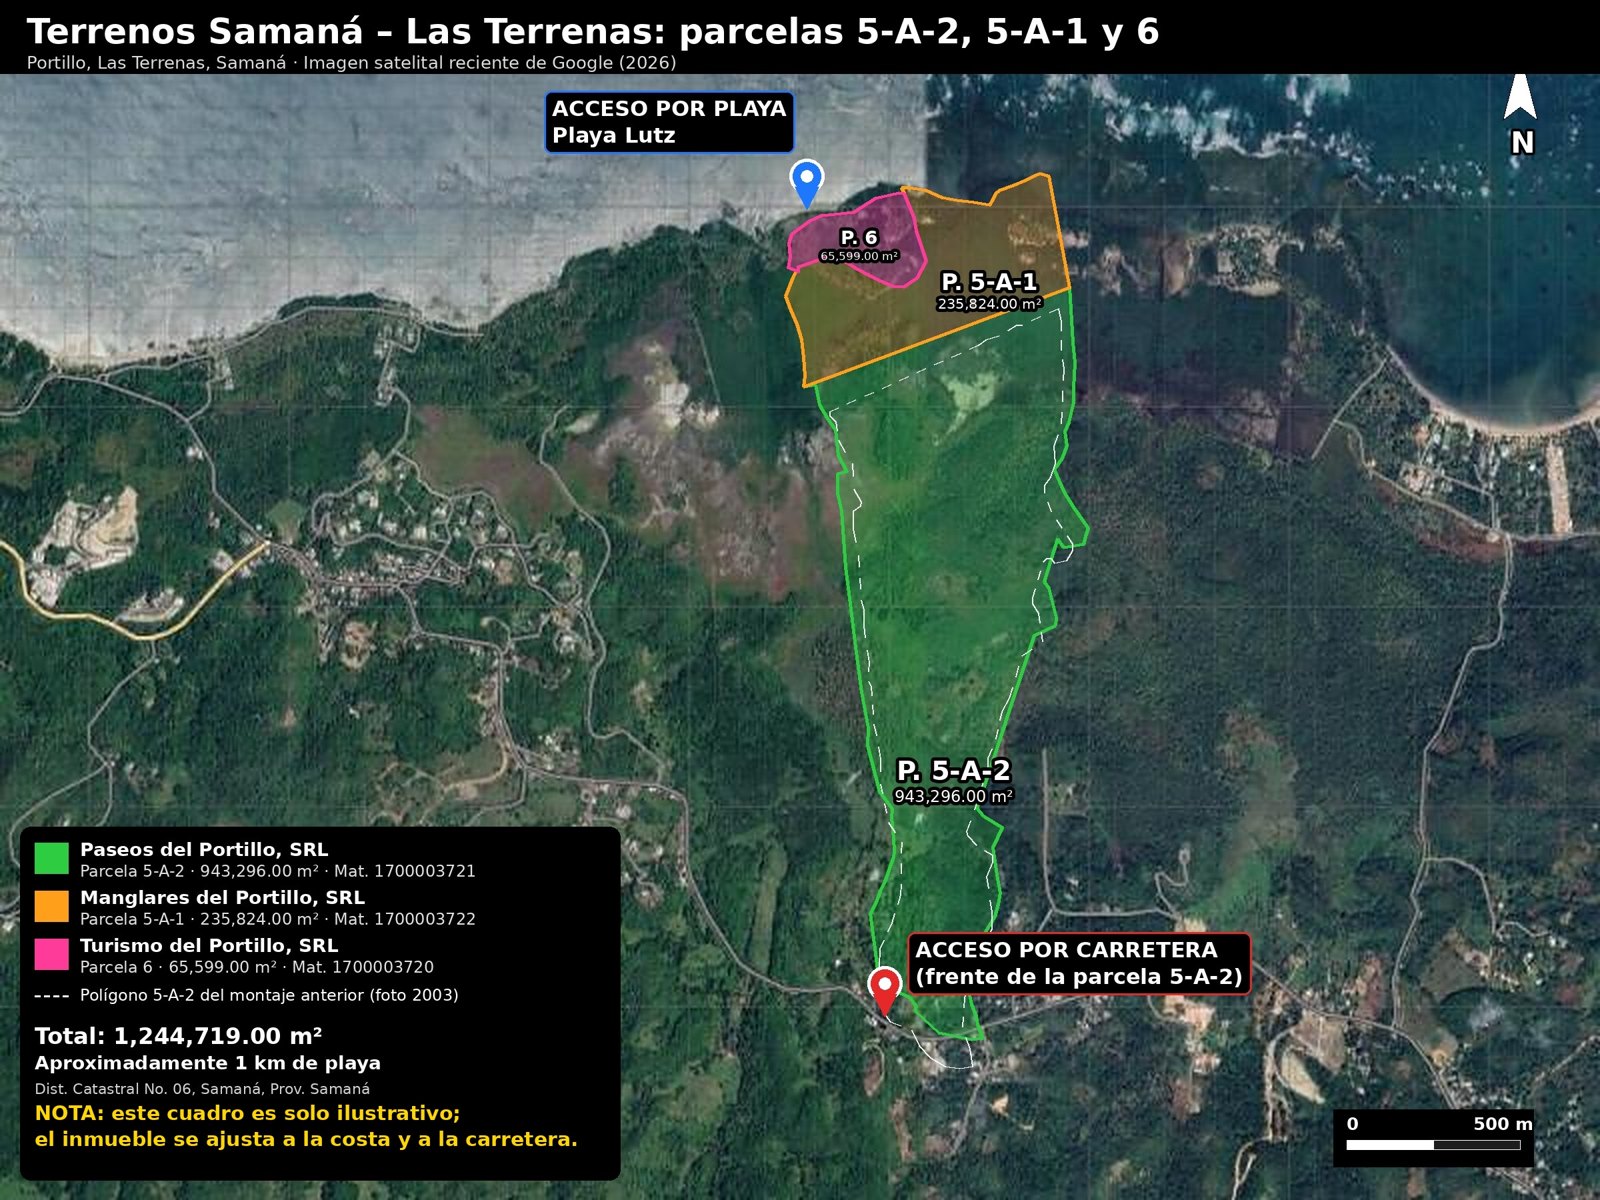 Terrenos Samaná – Las Terrenas: parcelas 5-A-2, 5-A-1 y 6
Portillo, Las Terrenas, Samaná · Imagen satelital reciente de Google (2026)
ACCESO POR PLAYA
Playa Lutz
N
P. 6
65,599.00 m²
P. 5-A-1
235,824.00 m²
P. 5-A-2
943,296.00 m²
ACCESO POR CARRETERA
(frente de la parcela 5-A-2)
Paseos del Portillo, SRL
Parcela 5-A-2 · 943,296.00 m² · Mat. 1700003721
Manglares del Portillo, SRL
Parcela 5-A-1 · 235,824.00 m² · Mat. 1700003722
Turismo del Portillo, SRL
Parcela 6 · 65,599.00 m² · Mat. 1700003720
Polígono 5-A-2 del montaje anterior (foto 2003)
Total: 1,244,719.00 m²
Aproximadamente 1 km de playa
Dist. Catastral No. 06, Samaná, Prov. Samaná
NOTA: este cuadro es solo ilustrativo;
el inmueble se ajusta a la costa y a la carretera.
0 500 m